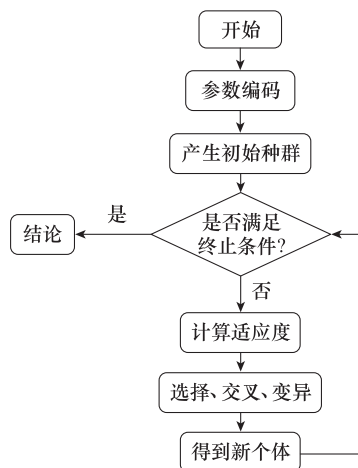 开始
参数编码
产生初始种群
是否满足
终止条件?
是
结论
否
计算适应度
选择、交叉、变异
得到新个体